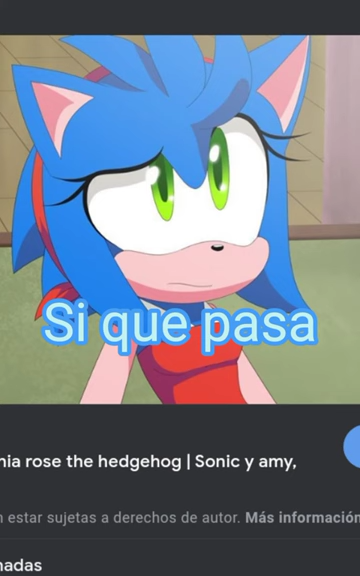 Si que pasa
nia rose the hedgehog | Sonic y amy,
n estar sujetas a derechos de autor. Más información
nadas